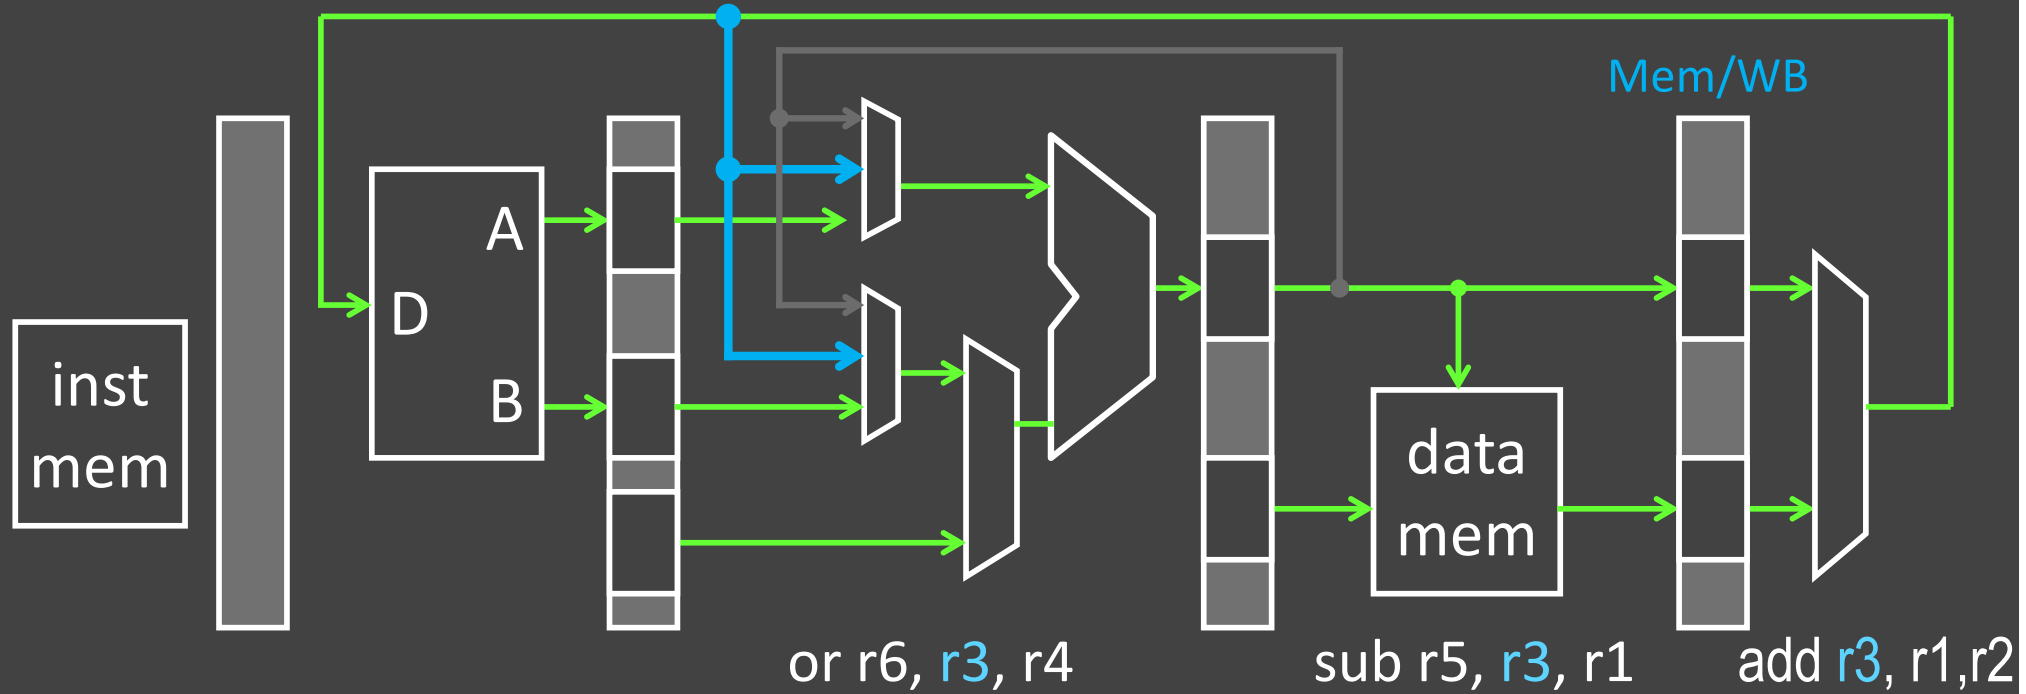 Mem/WB
A
D
B
inst
mem
data
mem
or r6, r3, r4
sub r5, r3, r1
add r3, r1,r2